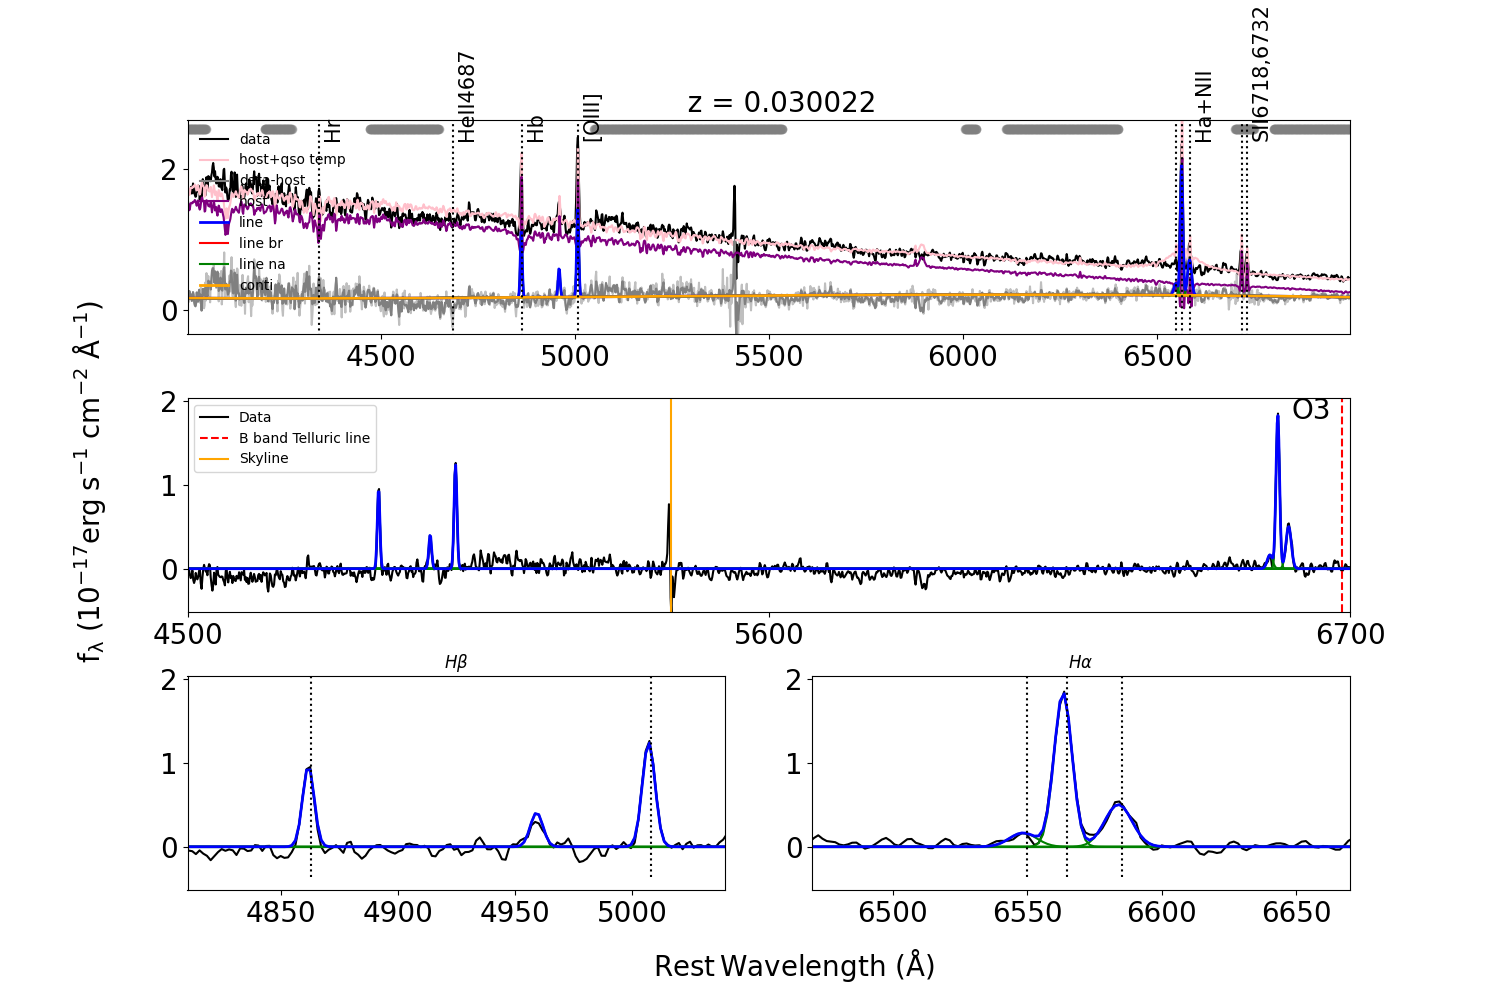 z = 0.030022
Hr
HeII4687
Hb
[OIII]
Ha+NII
SII6718,6732
data
host+qso temp
data-host
host
line
line br
line na
conti
2
0
4500 5000 5500 6000 6500
f_λ (10^−17 erg s^−1 cm^−2 Å^−1)
Data
B band Telluric line
Skyline
O3
2
1
0
4500 5600 6700
Hβ
2
1
0
4850 4900 4950 5000
Hα
2
1
0
6500 6550 6600 6650
Rest Wavelength (Å)